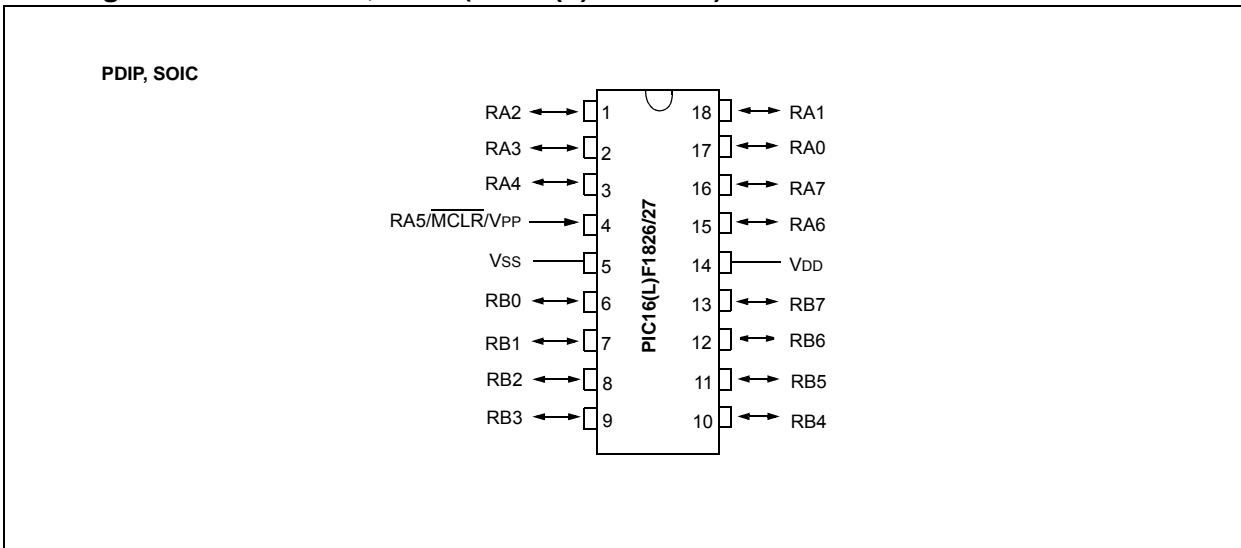 PDIP, SOIC
RA2 1 18 RA1
RA3 2 17 RA0
RA4 3 16 RA7
RA5/MCLR/VPP 4 15 RA6
VSS 5 14 VDD
RB0 6 13 RB7
RB1 7 12 RB6
RB2 8 11 RB5
RB3 9 10 RB4
PIC16(L)F1826/27